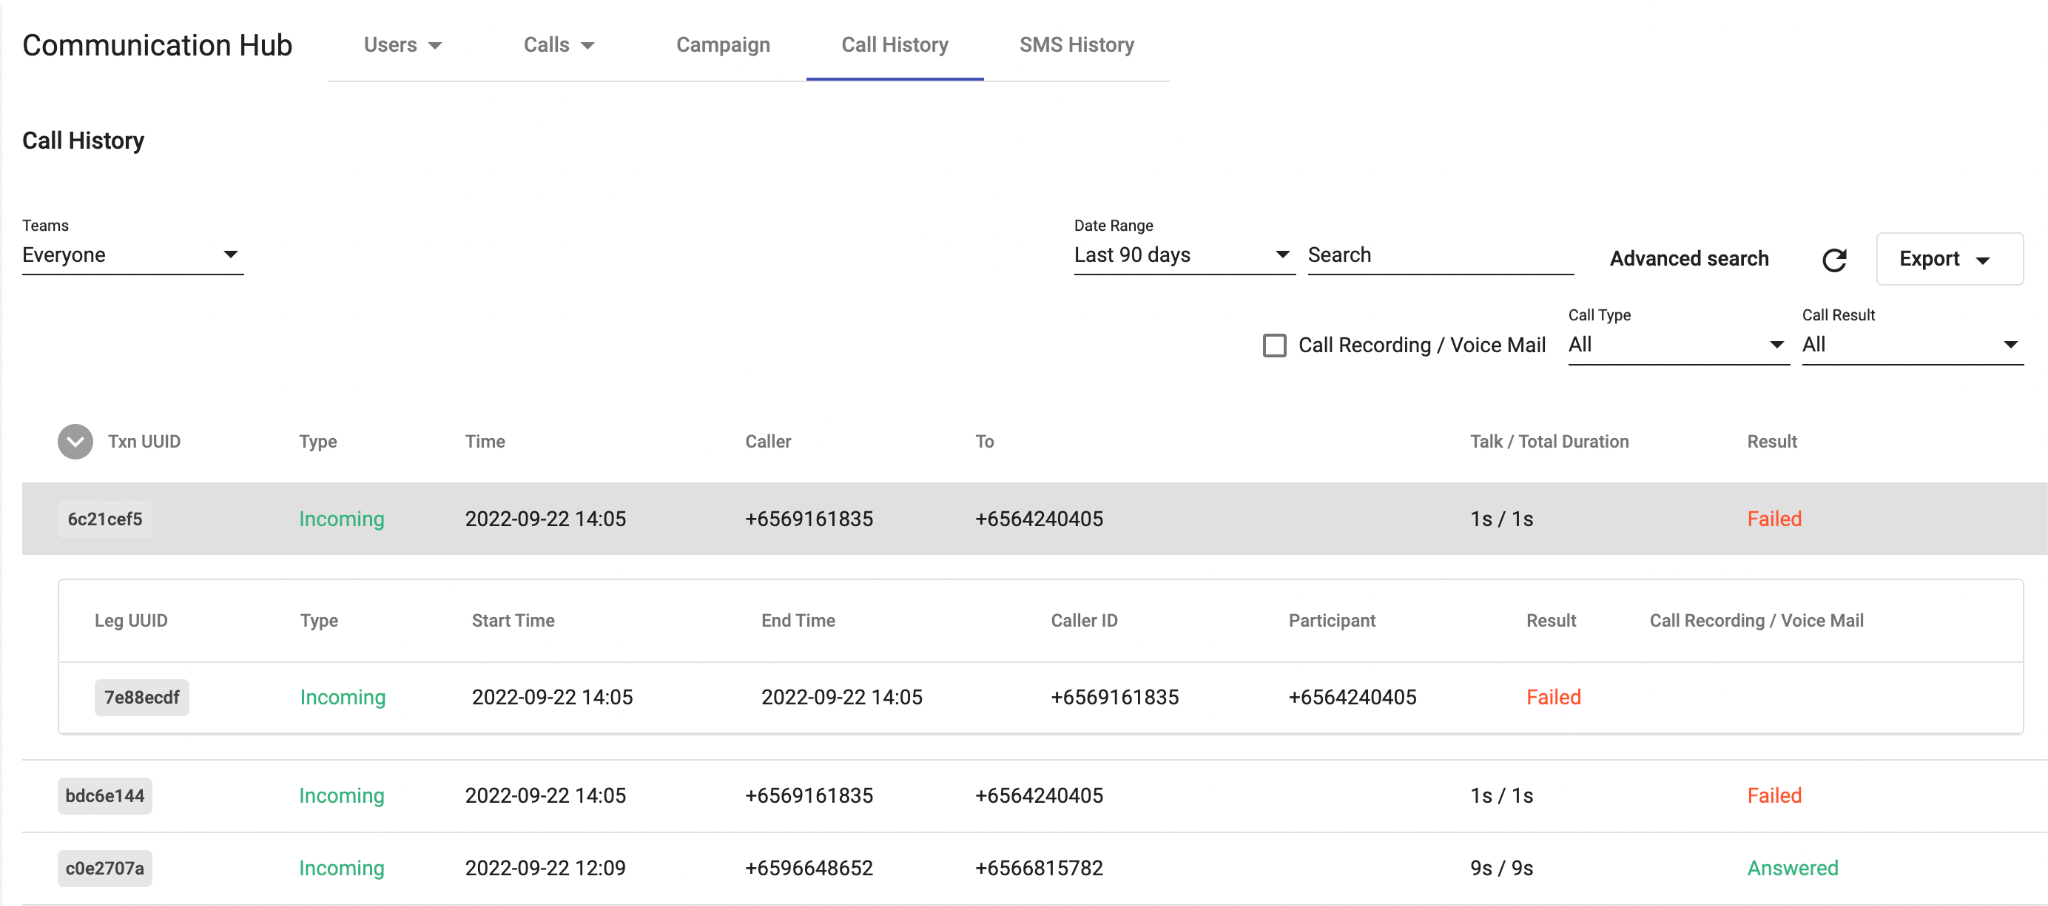 Communication Hub Users Calls Campaign Call History SMS History
Call History
Teams Date Range
Everyone Last 90 days Search Advanced search Export
Call Type Call Result
Call Recording / Voice Mail All All
Txn UUID Type Time Caller To Talk / Total Duration Result
6c21cef5 Incoming 2022-09-22 14:05 +6569161835 +6564240405 1s / 1s Failed
Leg UUID Type Start Time End Time Caller ID Participant Result Call Recording / Voice Mail
7e88ecdf Incoming 2022-09-22 14:05 2022-09-22 14:05 +6569161835 +6564240405 Failed
bdc6e144 Incoming 2022-09-22 14:05 +6569161835 +6564240405 1s / 1s Failed
c0e2707a Incoming 2022-09-22 12:09 +6596648652 +6566815782 9s / 9s Answered